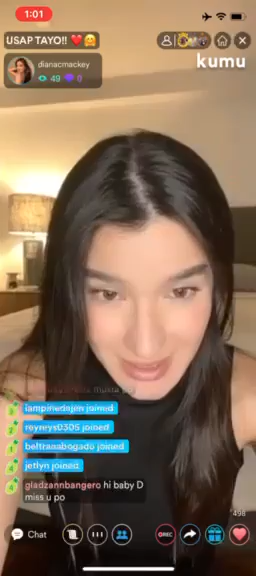 1:01
USAP TAYO!! ❤️🤗
dianacmackey
49 0
kumu
iampinedajen joined
reyneys0305 joined
beltranabogado joined
jetlyn joined
gladzannbangero hi baby D
miss u po
498
Chat
REC